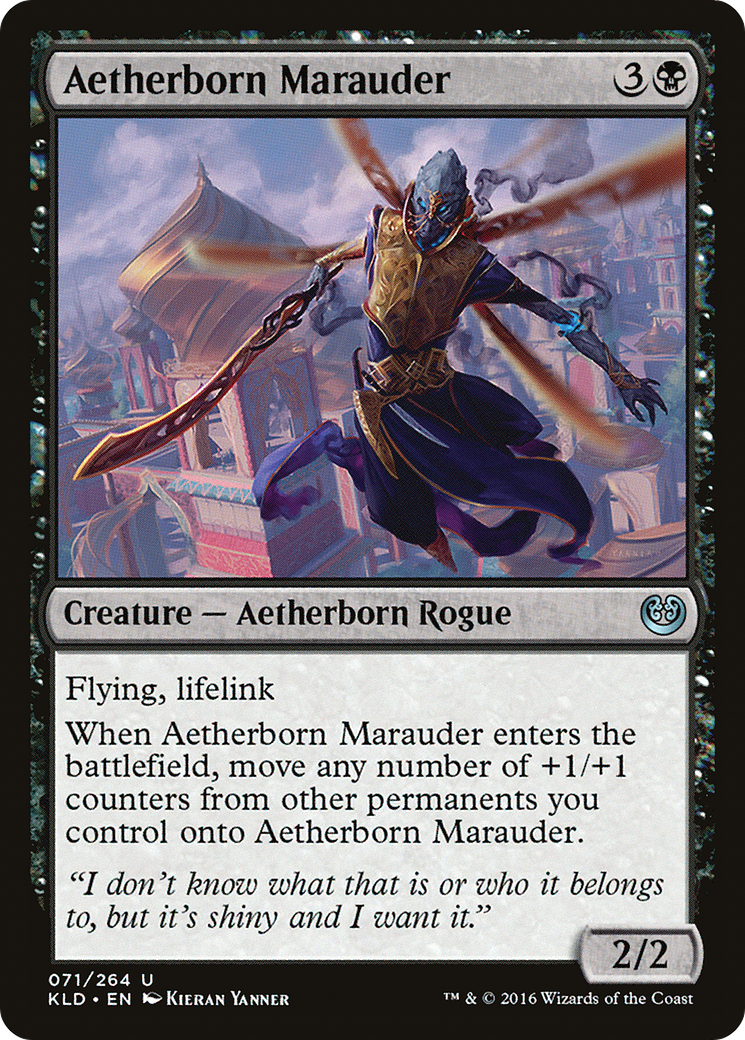 Aetherborn Marauder 3
YANNER
Creature — Aetherborn Rogue
Flying, lifelink
When Aetherborn Marauder enters the
battlefield, move any number of +1/+1
counters from other permanents you
control onto Aetherborn Marauder.
“I don’t know what that is or who it belongs
to, but it’s shiny and I want it.”
2/2
071/264 U
KLD • EN Kieran Yanner
™ & © 2016 Wizards of the Coast